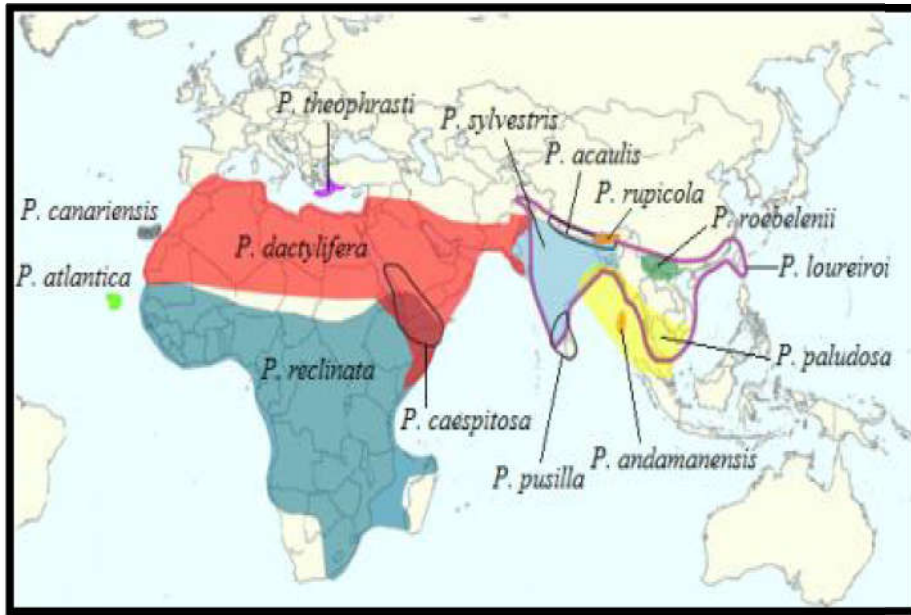 P. theophrasti
P. sylvestris
P. acaulis
P. rupicola
P. canariensis
P. roebelenii
P. dactylifera
P. atlantica
P. loureiroi
P. reclinata
P. paludosa
P. caespitosa
P. andamanensis
P. pusilla